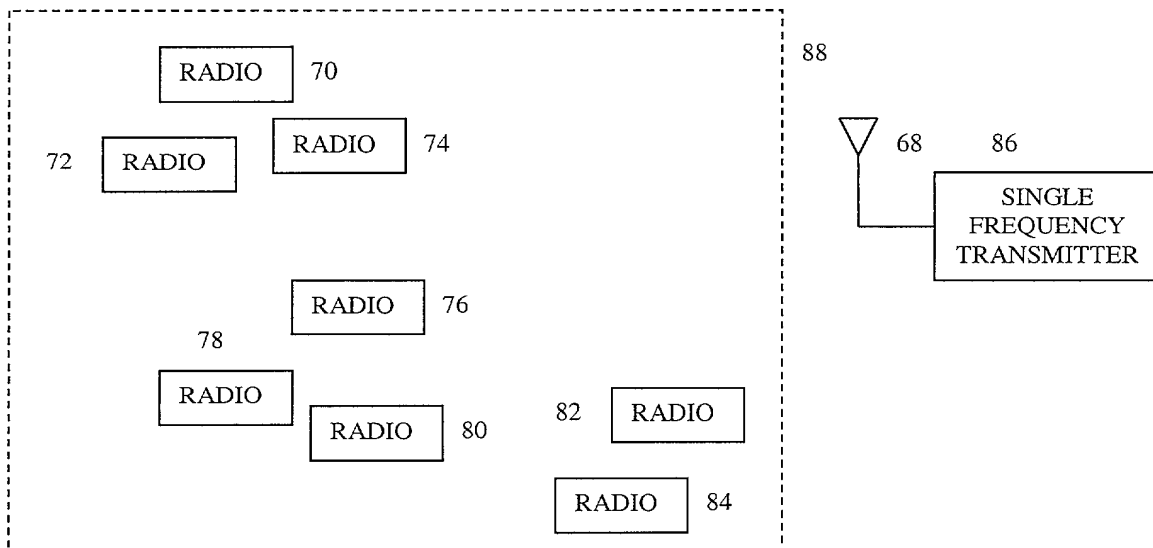 88
RADIO 70
RADIO 74
72 RADIO
68 86
SINGLE
FREQUENCY
TRANSMITTER
RADIO 76
78
RADIO
RADIO 80
82 RADIO
RADIO 84